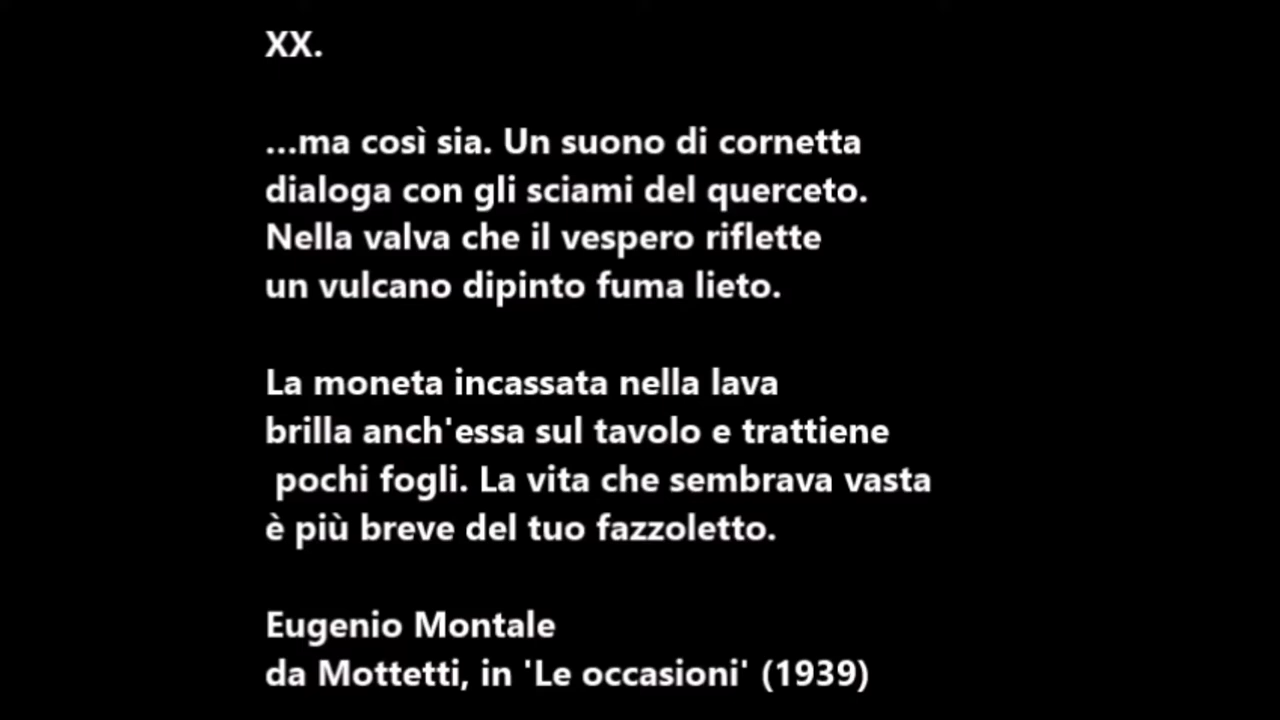 XX.
...ma così sia. Un suono di cornetta
dialoga con gli sciami del querceto.
Nella valva che il vespero riflette
un vulcano dipinto fuma lieto.
La moneta incassata nella lava
brilla anch'essa sul tavolo e trattiene
pochi fogli. La vita che sembrava vasta
è più breve del tuo fazzoletto.
Eugenio Montale
da Mottetti, in 'Le occasioni' (1939)